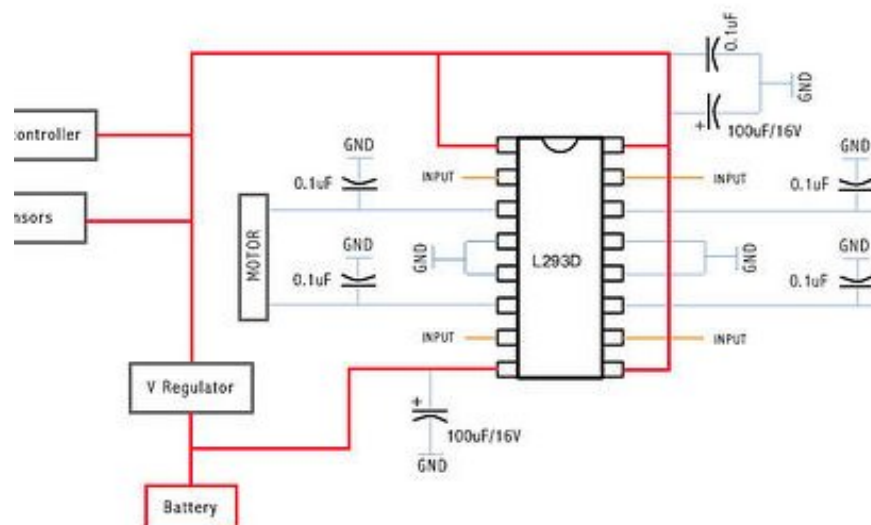 0.1uF
GND
100uF/16V
controller
GND
GND
0.1uF
INPUT
INPUT
0.1uF
nsors
MOTOR
GND
GND
GND
GND
L293D
0.1uF
0.1uF
INPUT
INPUT
V Regulator
100uF/16V
GND
Battery